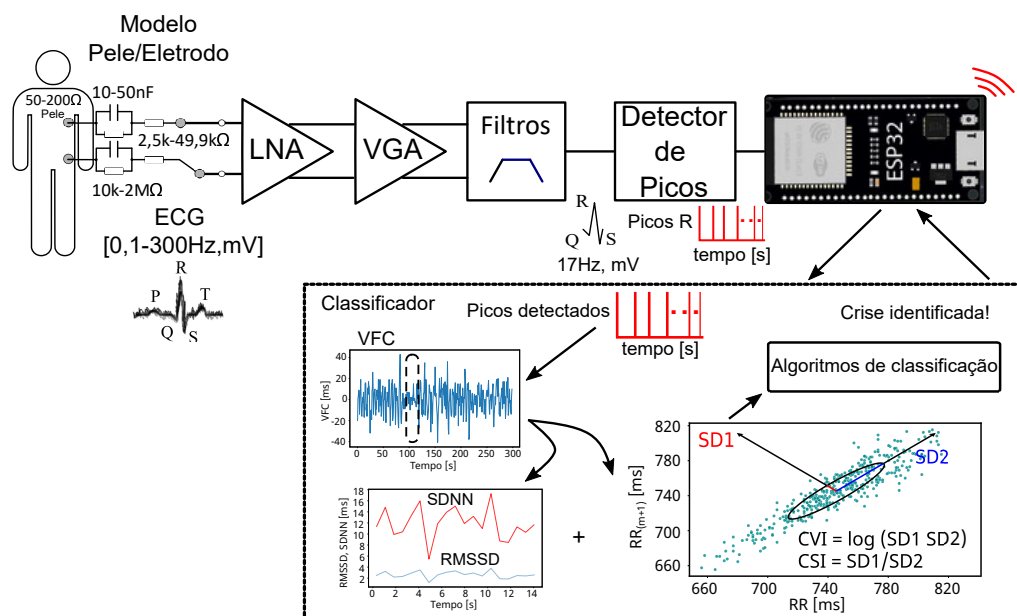 Modelo
Pele/Eletrodo
50-200Ω
Pele
10-50nF
2,5k-49,9kΩ
10k-2MΩ
ECG
[0,1-300Hz,mV]
P
R
T
Q
S
LNA
VGA
Filtros
R
Q
S
17Hz, mV
Detector
de
Picos
Picos R
tempo [s]
ESP32
Classificador
Picos detectados
tempo [s]
Crise identificada!
VFC
VFC [ms]
40
20
0
-20
-40
0
50
100
150
200
250
300
Tempo [s]
Algoritmos de classificação
RMSSD, SDNN [ms]
18
16
14
12
10
8
6
4
2
SDNN
RMSSD
0
2
4
6
8
10
12
14
Tempo [s]
+
RR(m+1) [ms]
820
780
740
700
660
SD1
SD2
CVI = log (SD1 SD2)
CSI = SD1/SD2
660
700
740
780
820
RR [ms]